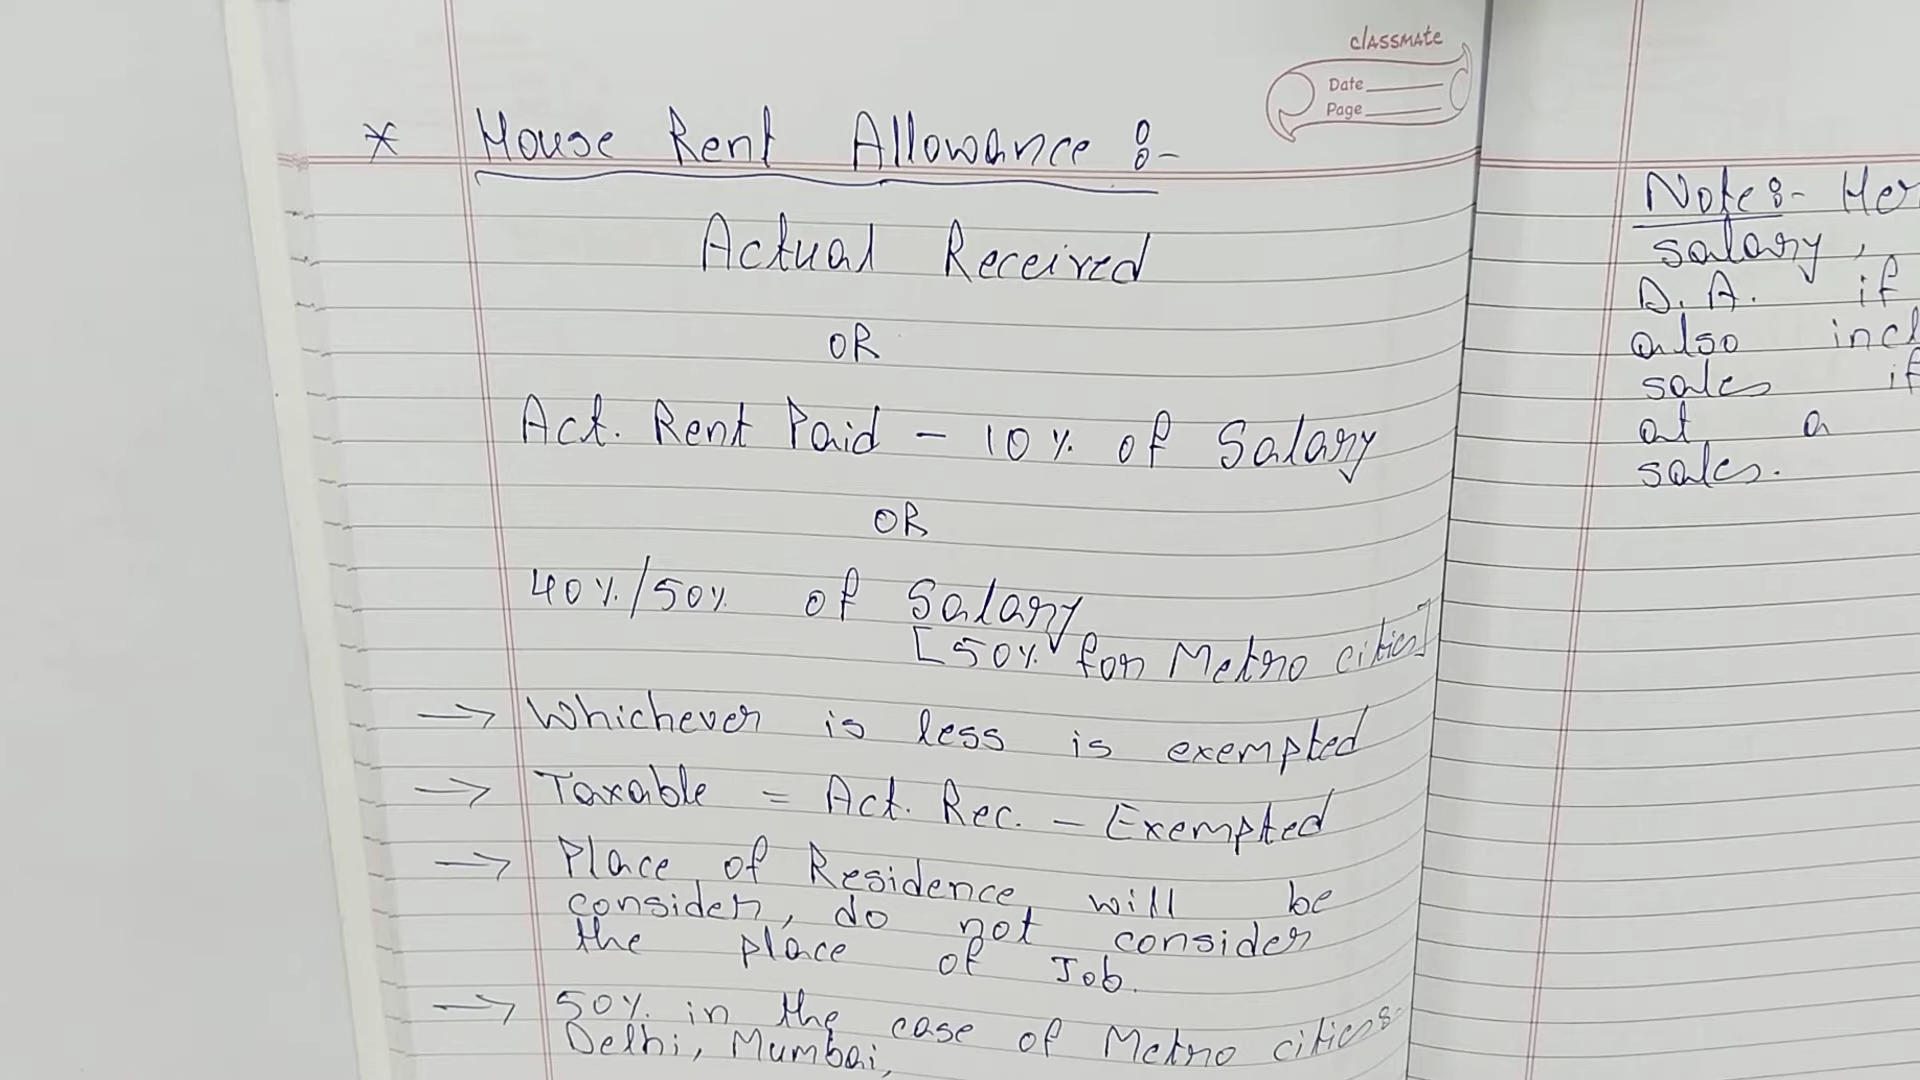 classmate
Date
Page
* House Rent Allowance :-
Actual Received
OR
Act. Rent Paid - 10% of Salary
OR
40%/50% of Salary
[50% for Metro cities]
→ Whichever is less is exempted
→ Taxable = Act. Rec. - Exempted
→ Place of Residence will be
consider, do not consider
the place of Job.
→ 50% in the case of Metro cities:-
Delhi, Mumbai,
Note:-
salary,
D.A. if
also
sales if
at a
sales.